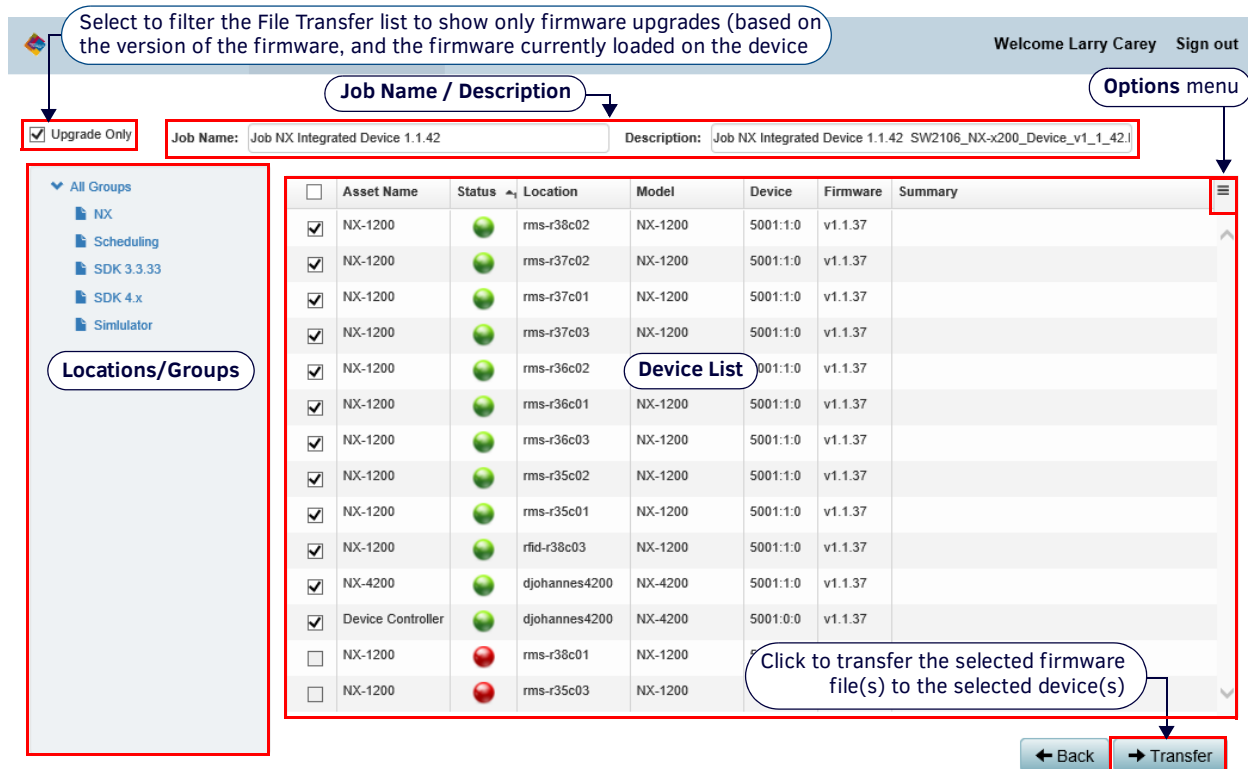 Select to filter the File Transfer list to show only firmware upgrades (based on
the version of the firmware, and the firmware currently loaded on the device
Welcome Larry Carey Sign out
Job Name / Description
Options menu
Upgrade Only
Job Name: Job NX Integrated Device 1.1.42 Description: Job NX Integrated Device 1.1.42 SW2106_NX-x200_Device_v1_1_42.
All Groups
NX
Scheduling
SDK 3.3.33
SDK 4.x
Simlulator
Locations/Groups
Asset Name Status Location Model Device Firmware Summary
NX-1200 rms-r38c02 NX-1200 5001:1:0 v1.1.37
NX-1200 rms-r37c02 NX-1200 5001:1:0 v1.1.37
NX-1200 rms-r37c01 NX-1200 5001:1:0 v1.1.37
NX-1200 rms-r37c03 NX-1200 5001:1:0 v1.1.37
NX-1200 rms-r36c02 Device List 001:1:0 v1.1.37
NX-1200 rms-r36c01 NX-1200 5001:1:0 v1.1.37
NX-1200 rms-r36c03 NX-1200 5001:1:0 v1.1.37
NX-1200 rms-r35c02 NX-1200 5001:1:0 v1.1.37
NX-1200 rms-r35c01 NX-1200 5001:1:0 v1.1.37
NX-1200 rfid-r38c03 NX-1200 5001:1:0 v1.1.37
NX-4200 djohannes4200 NX-4200 5001:1:0 v1.1.37
Device Controller djohannes4200 NX-4200 5001:0:0 v1.1.37
NX-1200 rms-r38c01 NX-1200
NX-1200 rms-r35c03 NX-1200
Click to transfer the selected firmware
file(s) to the selected device(s)
Back Transfer